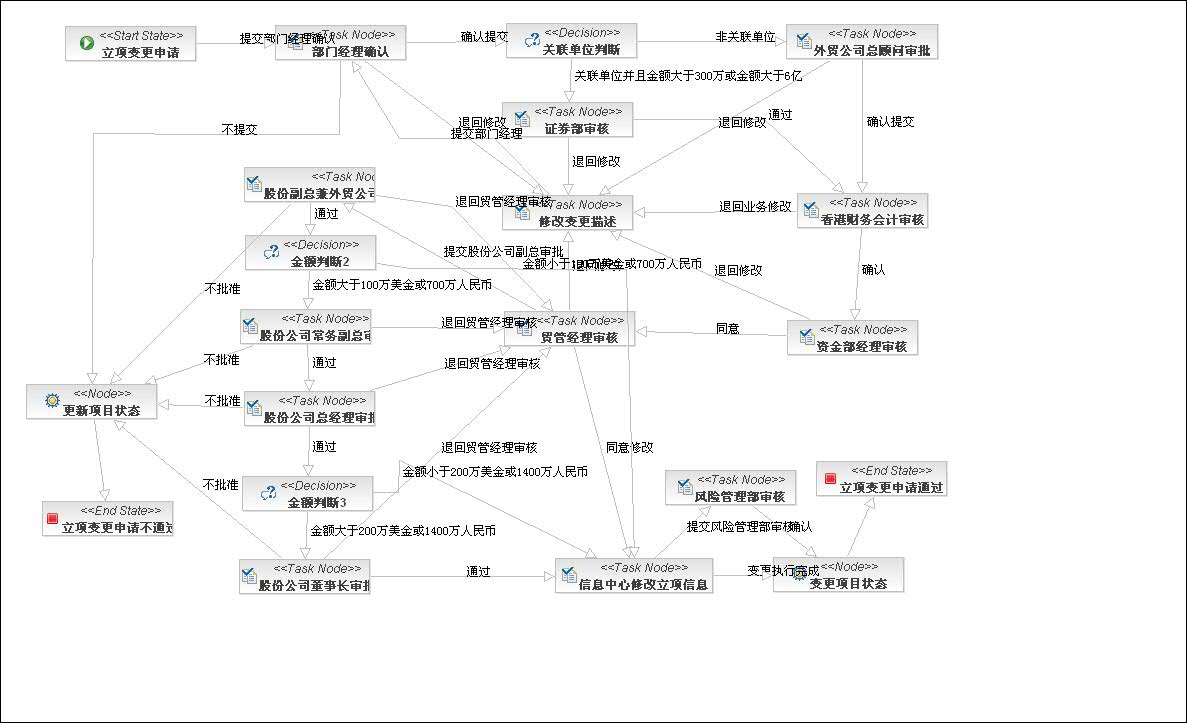 <<Start State>>
立项变更申请
提交部门经理确认
<<Task Node>>
部门经理确认
确认提交
<<Decision>>
关联单位判断
非关联单位
<<Task Node>>
外贸公司总顾问审批
关联单位并且金额大于300万或金额大于6亿
不提交
退回修改
提交部门经理
<<Task Node>>
证券部审核
退回修改
通过
确认提交
退回修改
<<Task Nod
股份副总兼外贸公司
通过
退回贸管经理审核
<<Task Node>>
修改变更描述
退回业务修改
<<Task Node>>
香港财务会计审核
<<Decision>>
金额判断2
提交股份公司副总审批
金额小于100万美金或700万人民币
退回修改
确认
不批准
金额大于100万美金或700万人民币
<<Task Node>>
股份公司常务副总审
退回贸管经理审核
<<Task Node>>
贸管经理审核
同意
<<Task Node>>
资金部经理审核
不批准
通过
退回贸管经理审核
<<Node>>
更新项目状态
不批准
<<Task Node>>
股份公司总经理审批
通过
退回贸管经理审核
同意修改
金额小于200万美金或1400万人民币
不批准
<<Decision>>
金额判断3
<<Task Node>>
风险管理部审核
<<End State>>
立项变更申请通过
<<End State>>
立项变更申请不通过
金额大于200万美金或1400万人民币
提交风险管理部审核
确认
<<Task Node>>
股份公司董事长审批
通过
<<Task Node>>
信息中心修改立项信息
变更执行完成
<<Node>>
变更项目状态